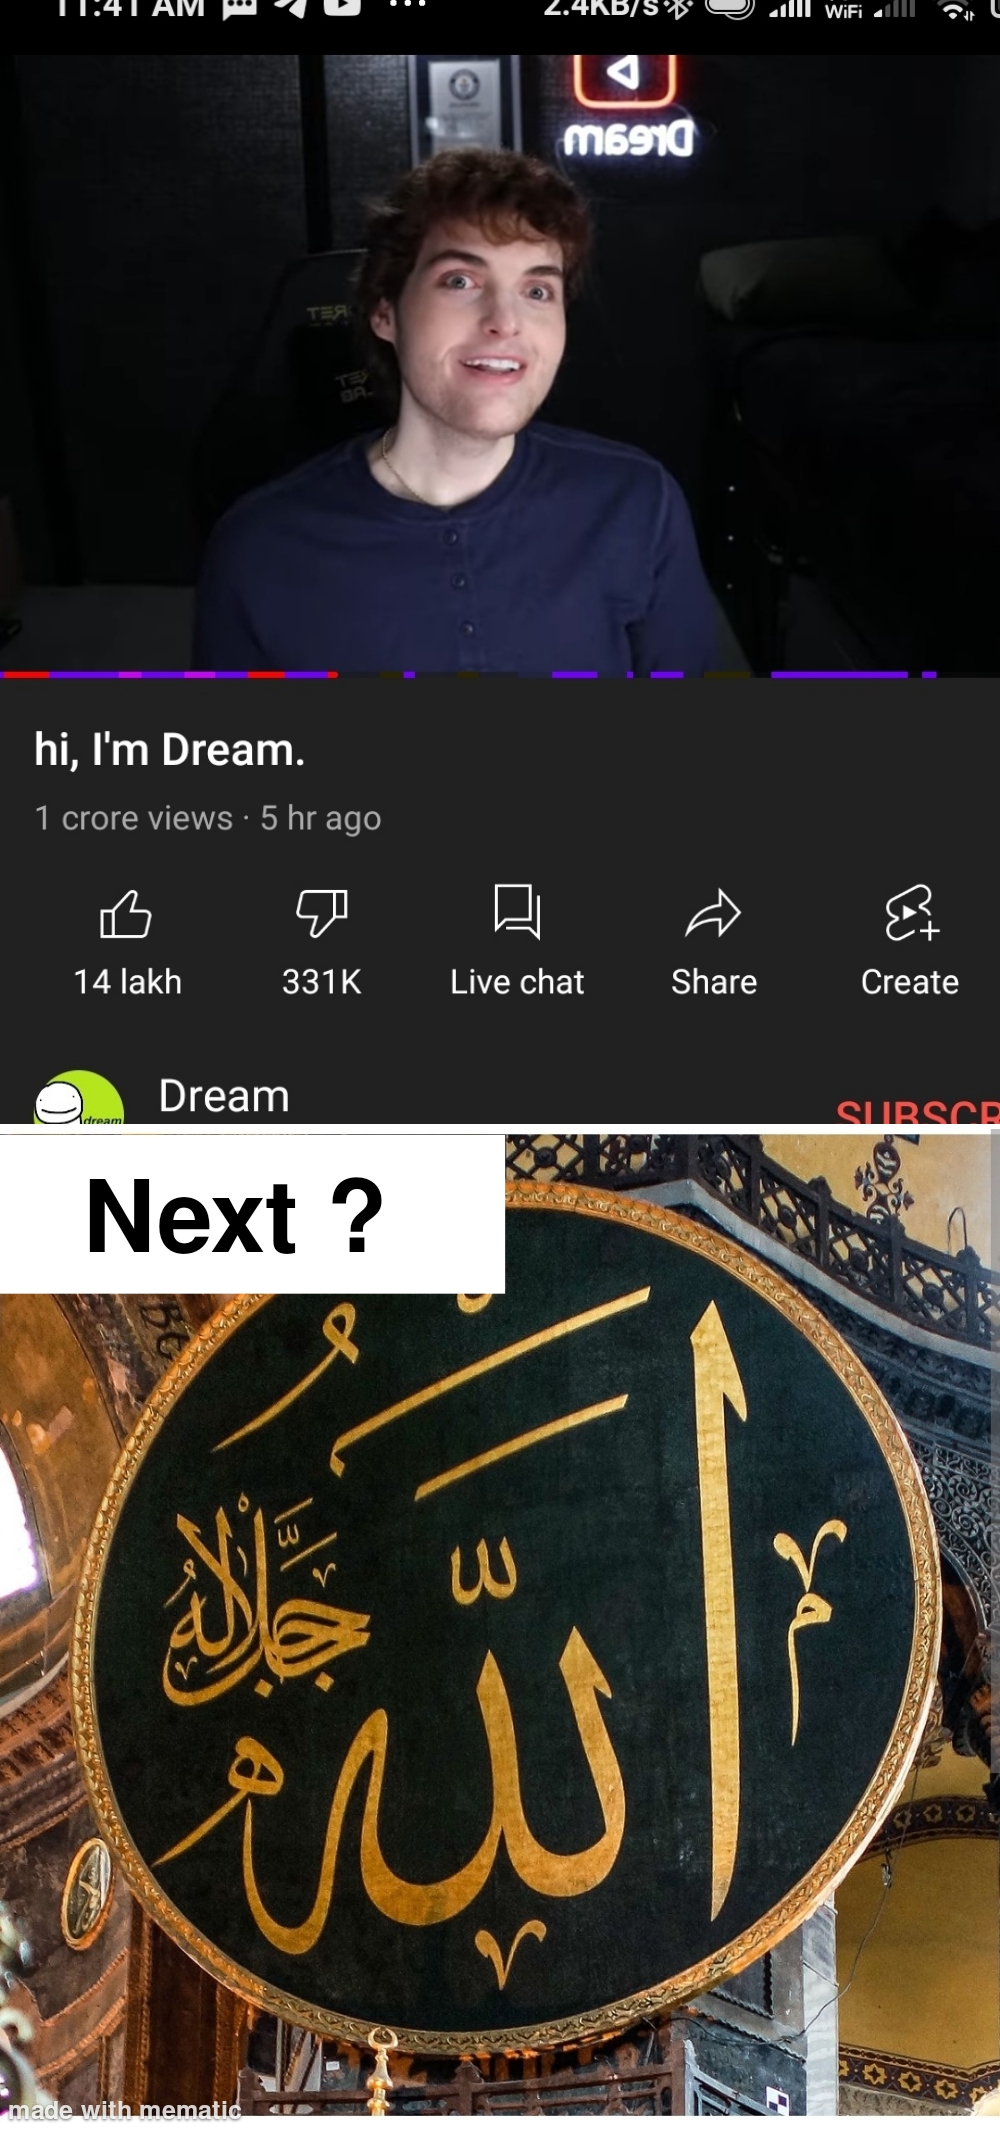 11:41 AM
2.4KB/s
WiFi
Dream
hi, I'm Dream.
1 crore views · 5 hr ago
14 lakh
331K
Live chat
Share
Create
dream
Dream
SUBSCR
Next ?
الله
جل جلاله
made with mematic